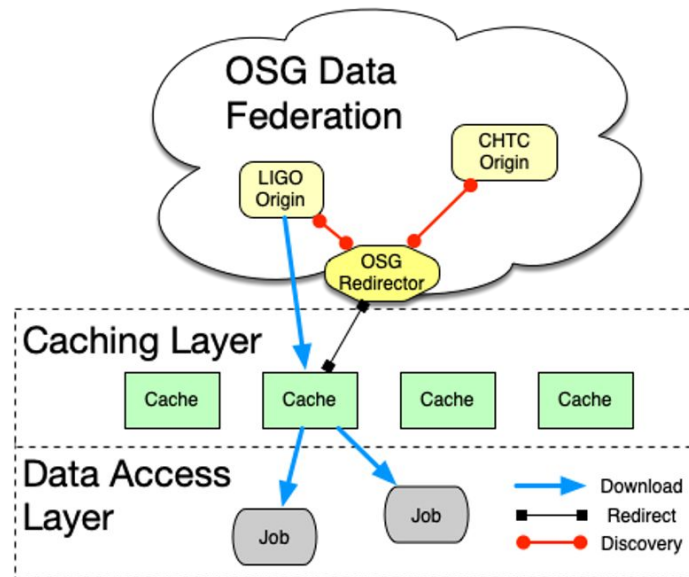 OSG Data
Federation
CHTC
Origin
LIGO
Origin
OSG
Redirector
Caching Layer
Cache
Cache
Cache
Cache
Data Access
Layer
Job
Job
Download
Redirect
Discovery